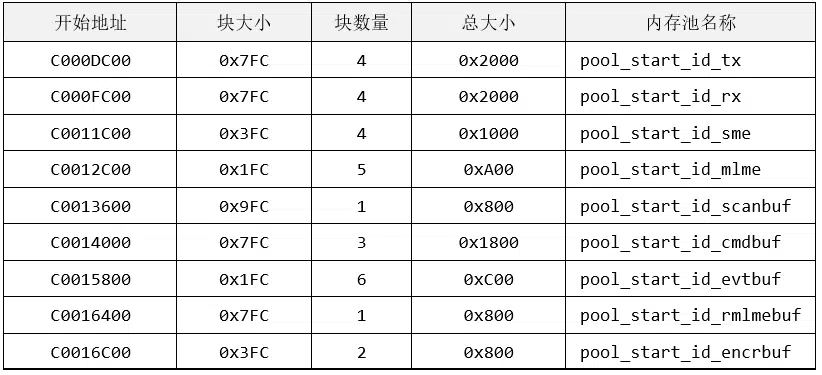 开始地址 块大小 块数量 总大小 内存池名称
C000DC00 0x7FC 4 0x2000 pool_start_id_tx
C000FC00 0x7FC 4 0x2000 pool_start_id_rx
C0011C00 0x3FC 4 0x1000 pool_start_id_sme
C0012C00 0x1FC 5 0xA00 pool_start_id_mlme
C0013600 0x9FC 1 0x800 pool_start_id_scanbuf
C0014000 0x7FC 3 0x1800 pool_start_id_cmdbuf
C0015800 0x1FC 6 0xC00 pool_start_id_evtbuf
C0016400 0x7FC 1 0x800 pool_start_id_rmlmebuf
C0016C00 0x3FC 2 0x800 pool_start_id_encrbuf